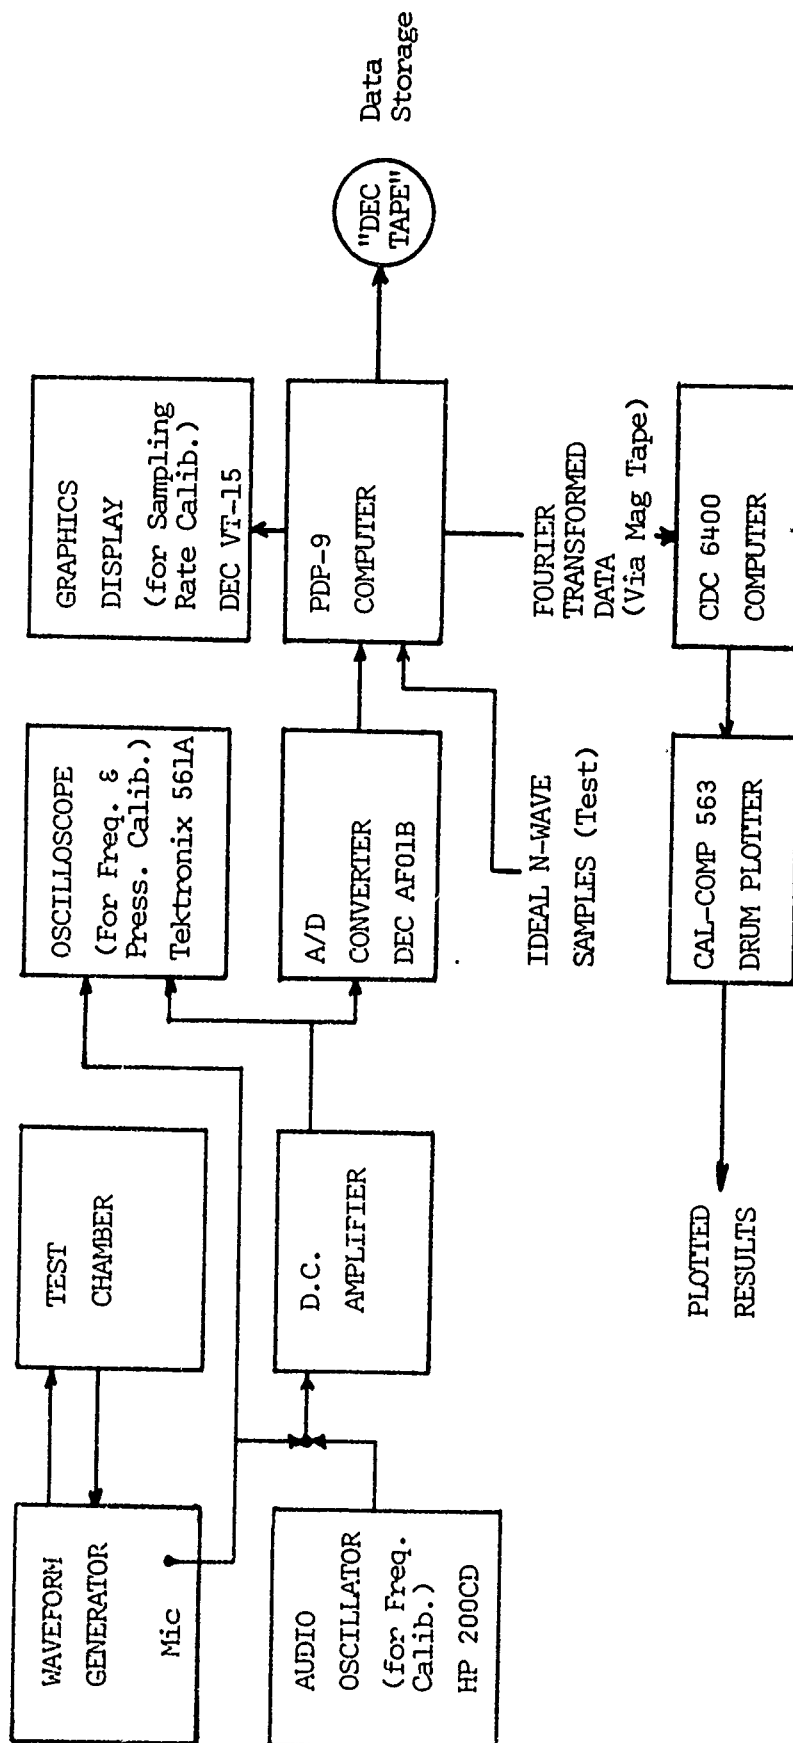 WAVEFORM
GENERATOR
Mic
TEST
CHAMBER
OSCILLOSCOPE
(For Freq. &
Press. Calib.)
Tektronix 561A
GRAPHICS
DISPLAY
(for Sampling
Rate Calib.)
DEC VT-15
AUDIO
OSCILLATOR
(for Freq.
Calib.)
HP 200CD
D.C.
AMPLIFIER
A/D
CONVERTER
DEC AF01B
PDP-9
COMPUTER
"DEC
TAPE"
Data
Storage
IDEAL N-WAVE
SAMPLES (Test)
FOURIER
TRANSFORMED
DATA
(Via Mag Tape)
PLOTTED
RESULTS
CAL-COMP 563
DRUM PLOTTER
CDC 6400
COMPUTER